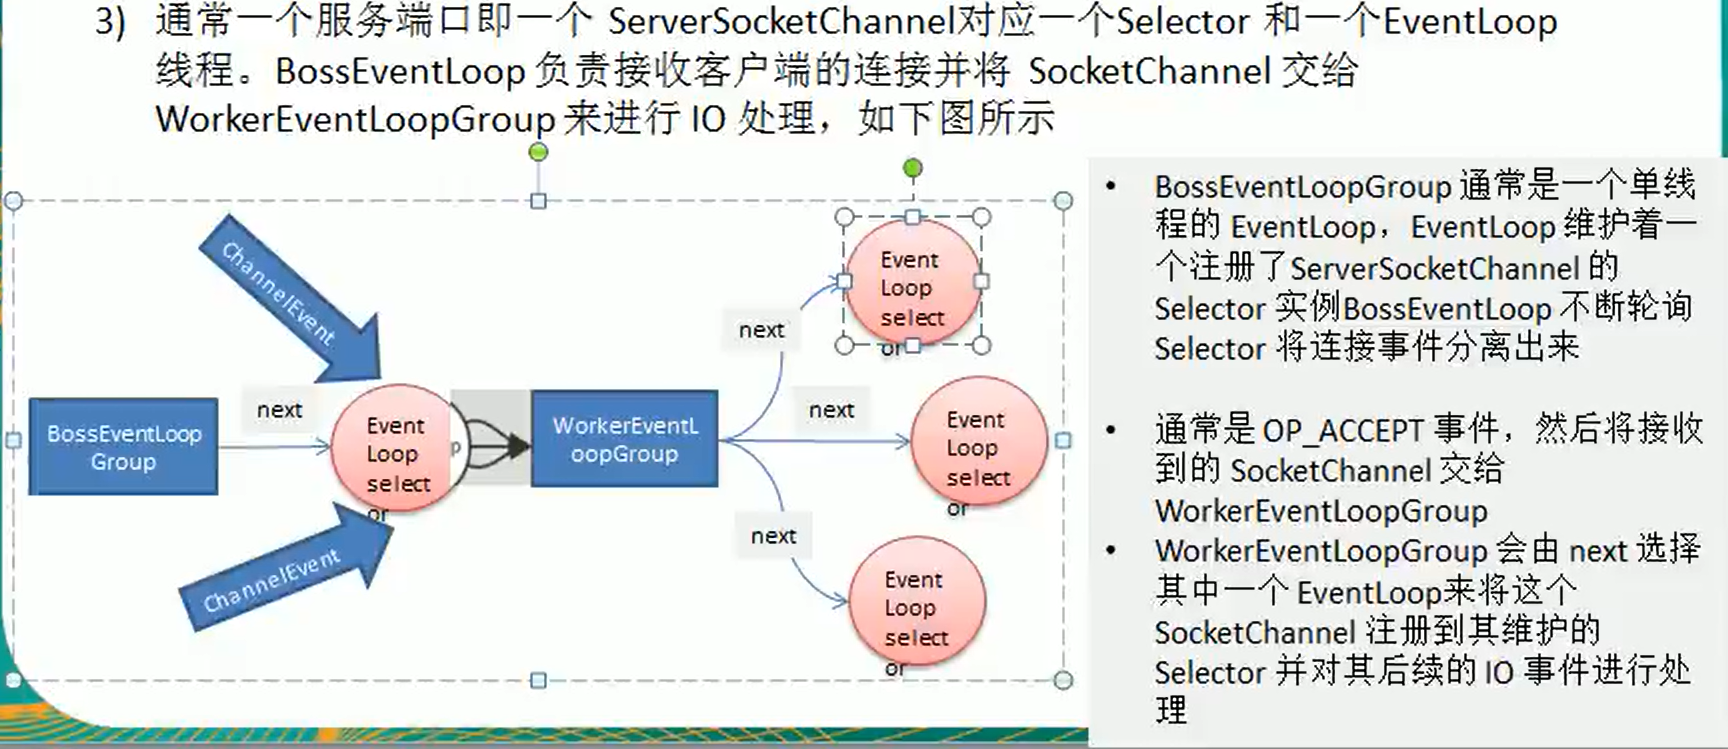 3) 通常一个服务端口即一个 ServerSocketChannel对应一个Selector 和一个EventLoop
线程。BossEventLoop 负责接收客户端的连接并将 SocketChannel 交给
WorkerEventLoopGroup 来进行 IO 处理，如下图所示
ChannelEvent
BossEventLoop
Group
next
Event
Loop
select
or
p
ChannelEvent
WorkerEventL
oopGroup
next
Event
Loop
select
or
next
Event
Loop
select
or
next
Event
Loop
select
or
• BossEventLoopGroup 通常是一个单线
程的 EventLoop，EventLoop 维护着一
个注册了ServerSocketChannel 的
Selector 实例BossEventLoop 不断轮询
Selector 将连接事件分离出来
• 通常是 OP_ACCEPT 事件，然后将接收
到的 SocketChannel 交给
WorkerEventLoopGroup
• WorkerEventLoopGroup 会由 next 选择
其中一个 EventLoop来将这个
SocketChannel 注册到其维护的
Selector 并对其后续的 IO 事件进行处
理